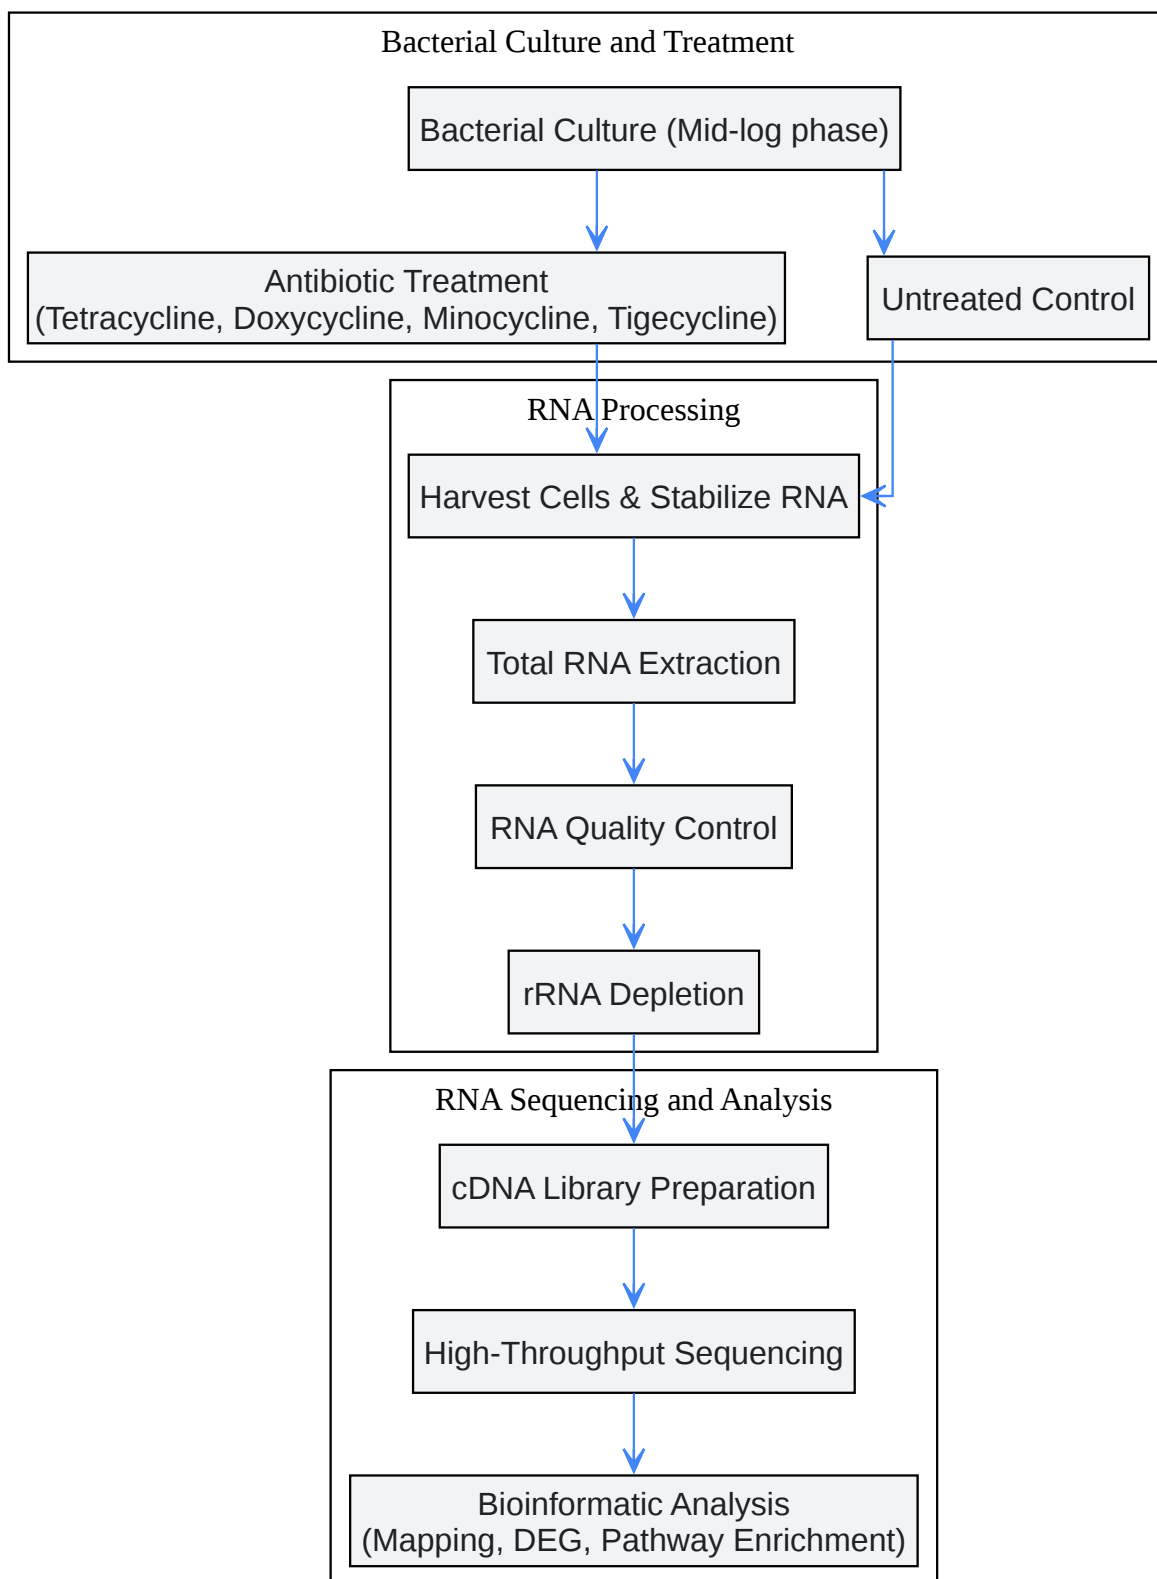 Bacterial Culture and Treatment
Bacterial Culture (Mid-log phase)
Antibiotic Treatment
(Tetracycline, Doxycycline, Minocycline, Tigecycline)
Untreated Control
RNA Processing
Harvest Cells & Stabilize RNA
Total RNA Extraction
RNA Quality Control
rRNA Depletion
RNA Sequencing and Analysis
cDNA Library Preparation
High-Throughput Sequencing
Bioinformatic Analysis
(Mapping, DEG, Pathway Enrichment)